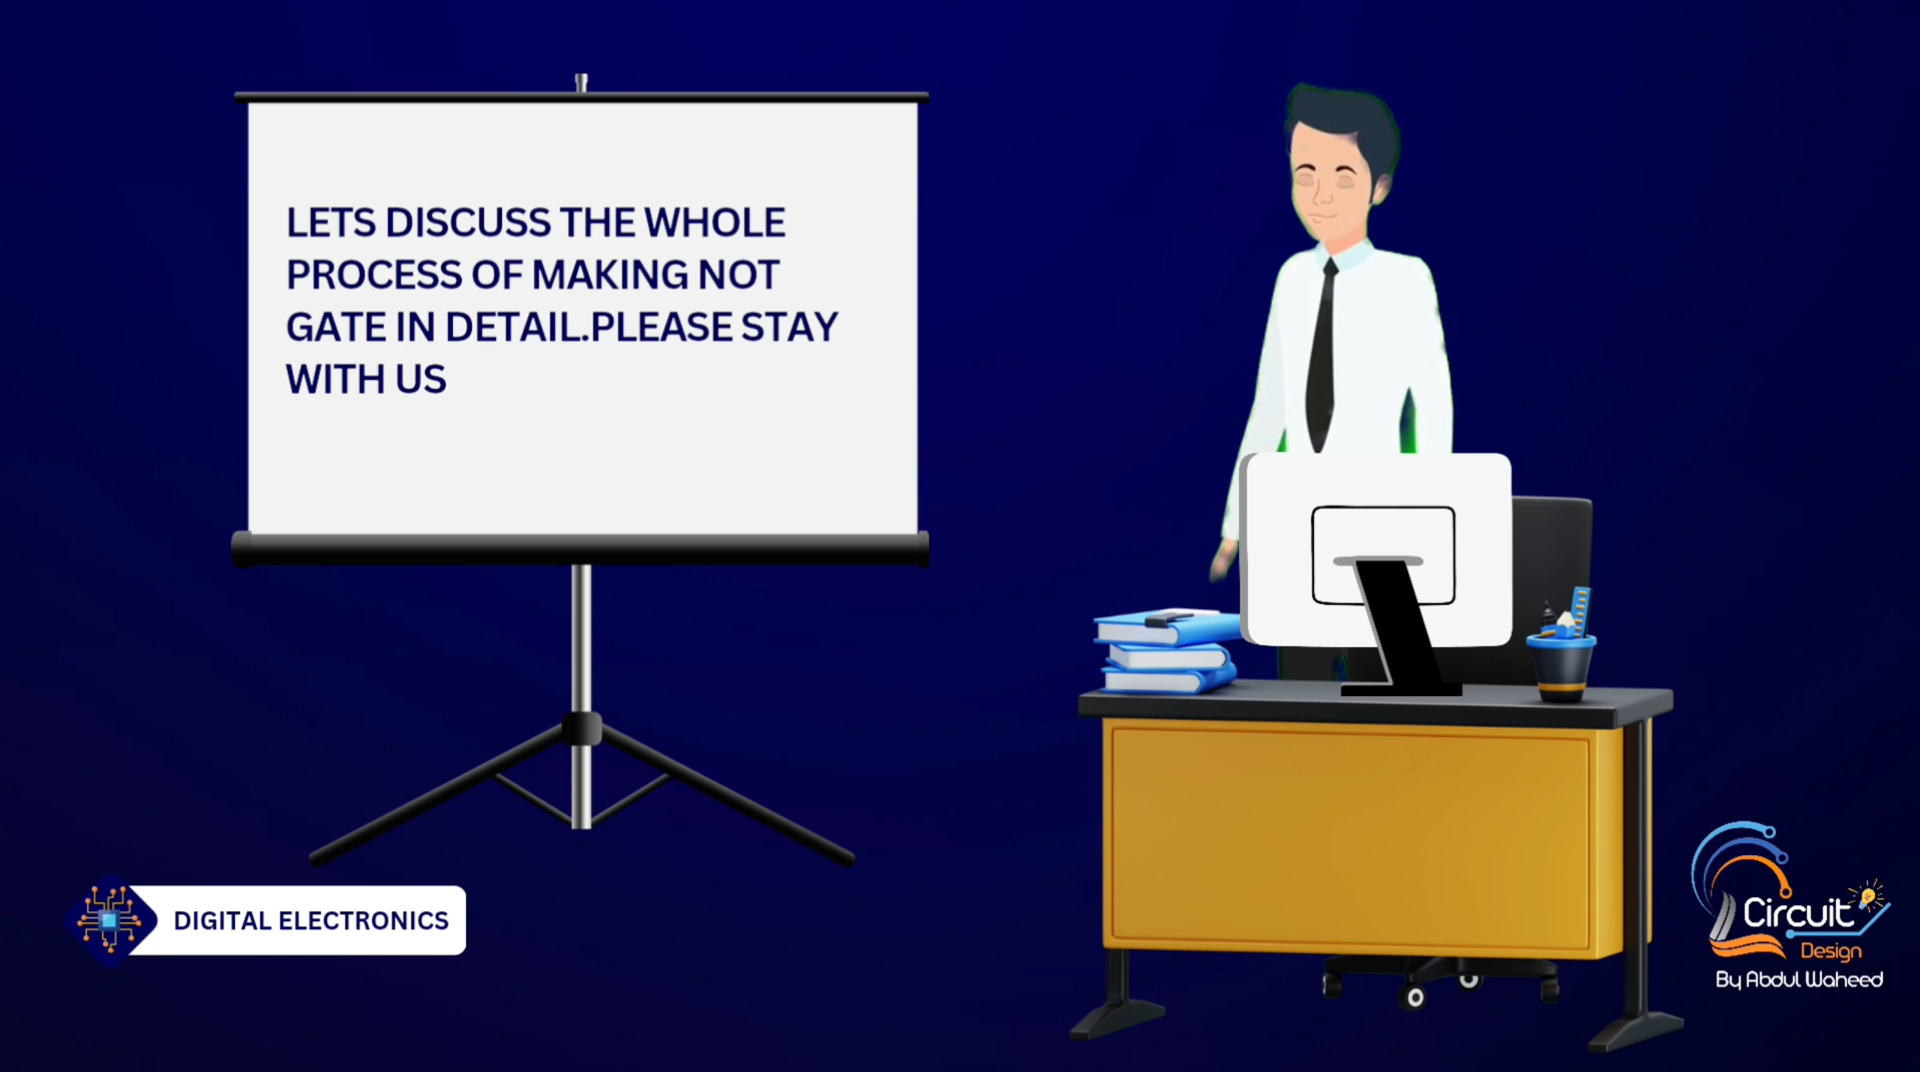 LETS DISCUSS THE WHOLE
PROCESS OF MAKING NOT
GATE IN DETAIL.PLEASE STAY
WITH US
DIGITAL ELECTRONICS
Circuit
Design
By Abdul Waheed